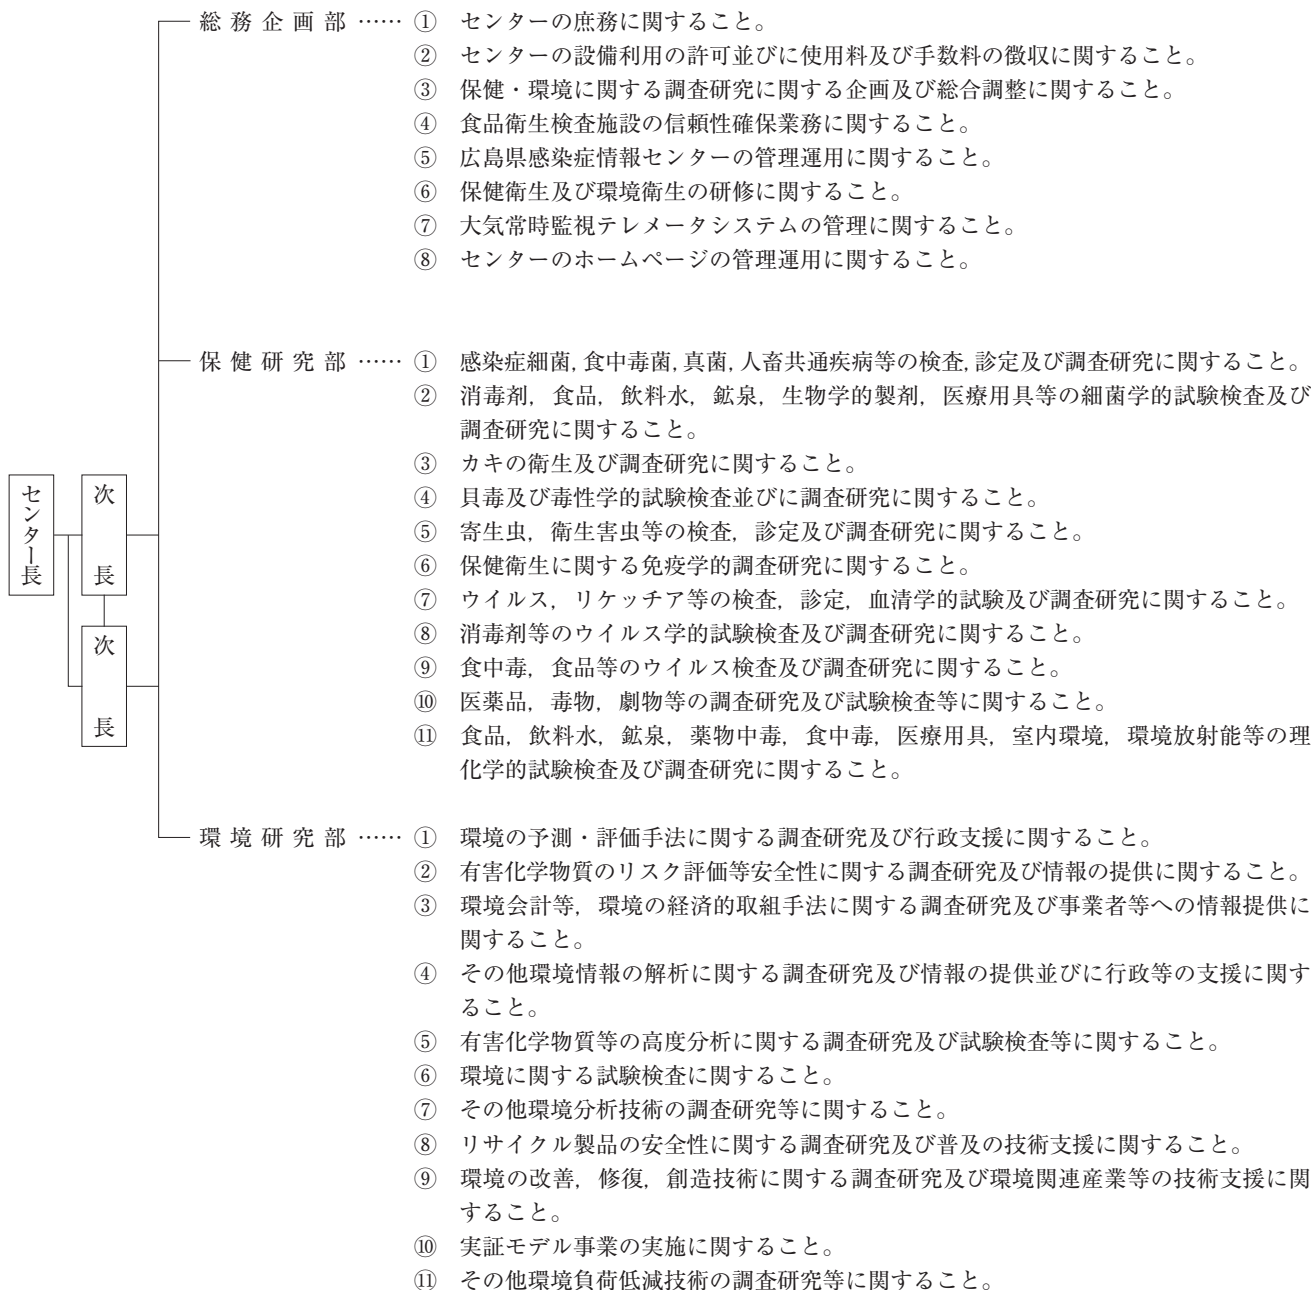 総務企画部 …… ① センターの庶務に関すること。
② センターの設備利用の許可並びに使用料及び手数料の徴収に関すること。
③ 保健・環境に関する調査研究に関する企画及び総合調整に関すること。
④ 食品衛生検査施設の信頼性確保業務に関すること。
⑤ 広島県感染症情報センターの管理運用に関すること。
⑥ 保健衛生及び環境衛生の研修に関すること。
⑦ 大気常時監視テレメータシステムの管理に関すること。
⑧ センターのホームページの管理運用に関すること。
保健研究部 …… ① 感染症細菌,食中毒菌,真菌,人畜共通疾病等の検査,診定及び調査研究に関すること。
② 消毒剤，食品，飲料水，鉱泉，生物学的製剤，医療用具等の細菌学的試験検査及び
調査研究に関すること。
③ カキの衛生及び調査研究に関すること。
④ 貝毒及び毒性学的試験検査並びに調査研究に関すること。
⑤ 寄生虫，衛生害虫等の検査，診定及び調査研究に関すること。
⑥ 保健衛生に関する免疫学的調査研究に関すること。
⑦ ウイルス，リケッチア等の検査，診定，血清学的試験及び調査研究に関すること。
⑧ 消毒剤等のウイルス学的試験検査及び調査研究に関すること。
⑨ 食中毒，食品等のウイルス検査及び調査研究に関すること。
⑩ 医薬品，毒物，劇物等の調査研究及び試験検査等に関すること。
⑪ 食品，飲料水，鉱泉，薬物中毒，食中毒，医療用具，室内環境，環境放射能等の理
化学的試験検査及び調査研究に関すること。
センター長
次長
次長
環境研究部 …… ① 環境の予測・評価手法に関する調査研究及び行政支援に関すること。
② 有害化学物質のリスク評価等安全性に関する調査研究及び情報の提供に関すること。
③ 環境会計等，環境の経済的取組手法に関する調査研究及び事業者等への情報提供に
関すること。
④ その他環境情報の解析に関する調査研究及び情報の提供並びに行政等の支援に関す
ること。
⑤ 有害化学物質等の高度分析に関する調査研究及び試験検査等に関すること。
⑥ 環境に関する試験検査に関すること。
⑦ その他環境分析技術の調査研究等に関すること。
⑧ リサイクル製品の安全性に関する調査研究及び普及の技術支援に関すること。
⑨ 環境の改善，修復，創造技術に関する調査研究及び環境関連産業等の技術支援に関
すること。
⑩ 実証モデル事業の実施に関すること。
⑪ その他環境負荷低減技術の調査研究等に関すること。